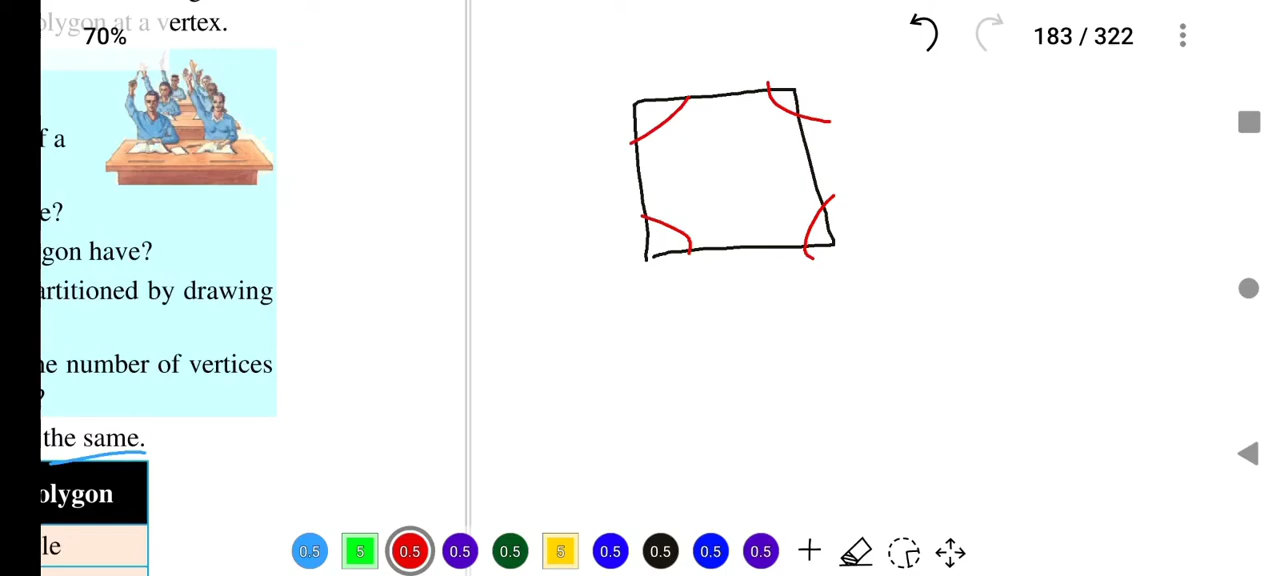 olygon at a vertex.
70%
183 / 322
f a
e?
gon have?
artitioned by drawing
he number of vertices
the same.
olygon
le
0.5 5 0.5 0.5 0.5 5 0.5 0.5 0.5 0.5